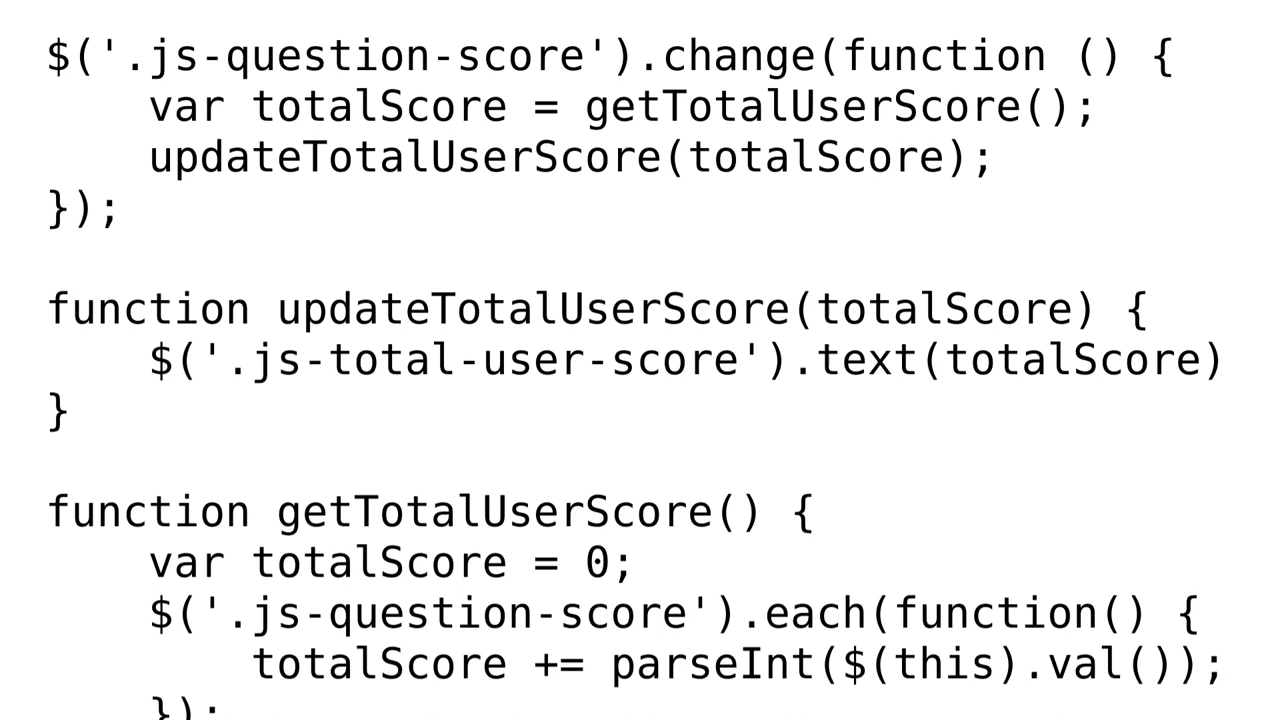 $('.js-question-score').change(function () {
    var totalScore = getTotalUserScore();
    updateTotalUserScore(totalScore);
});

function updateTotalUserScore(totalScore) {
    $('.js-total-user-score').text(totalScore)
}

function getTotalUserScore() {
    var totalScore = 0;
    $('.js-question-score').each(function() {
        totalScore += parseInt($(this).val());
    });